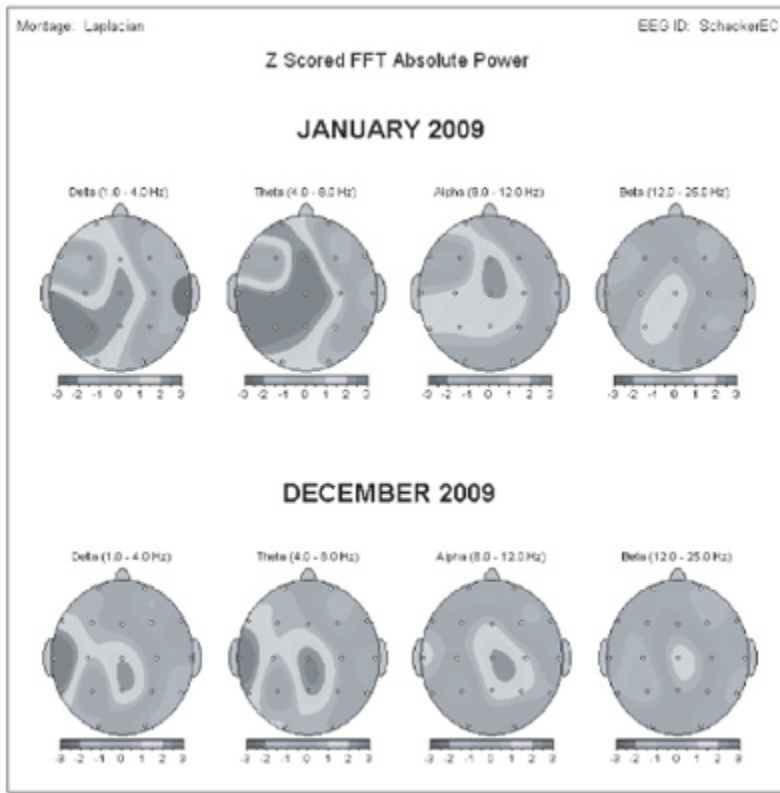 Montage: Laplacian
EEG ID: SchackerEC
Z Scored FFT Absolute Power
JANUARY 2009
Delta (1.0 - 4.0 Hz)
Theta (4.0 - 8.0 Hz)
Alpha (8.0 - 12.0 Hz)
Beta (12.0 - 25.0 Hz)
-3 -2 -1 0 1 2 3
-3 -2 -1 0 1 2 3
-3 -2 -1 0 1 2 3
-3 -2 -1 0 1 2 3
DECEMBER 2009
Delta (1.0 - 4.0 Hz)
Theta (4.0 - 8.0 Hz)
Alpha (8.0 - 12.0 Hz)
Beta (12.0 - 25.0 Hz)
-3 -2 -1 0 1 2 3
-3 -2 -1 0 1 2 3
-3 -2 -1 0 1 2 3
-3 -2 -1 0 1 2 3